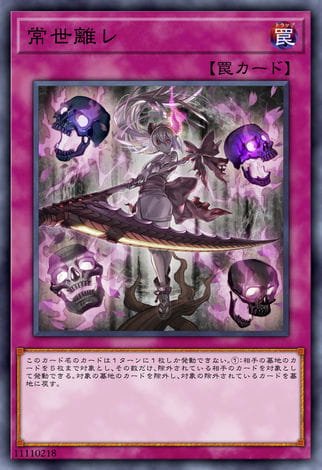 常世離レ
トラップ
罠
【罠カード】
このカード名のカードは1ターンに1枚しか発動できない。①:相手の墓地のカ
ードを5枚まで対象とし、その数だけ、除外されている相手のカードを対象とし
て発動できる。対象の墓地のカードを除外し、対象の除外されているカードを墓
地に戻す。
11110218